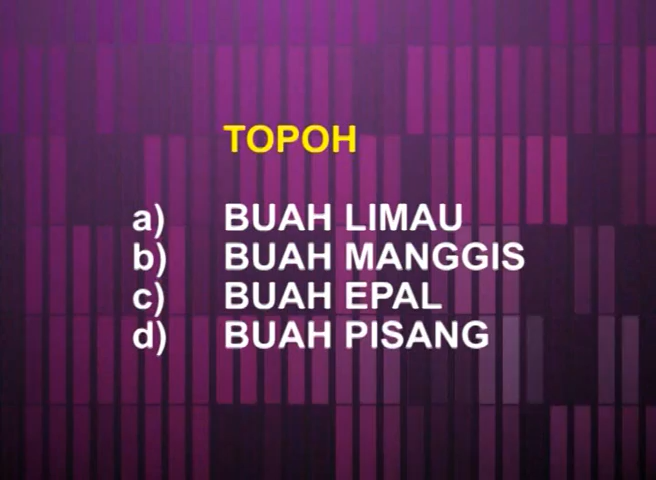 TOPOH
a) BUAH LIMAU
b) BUAH MANGGIS
c) BUAH EPAL
d) BUAH PISANG